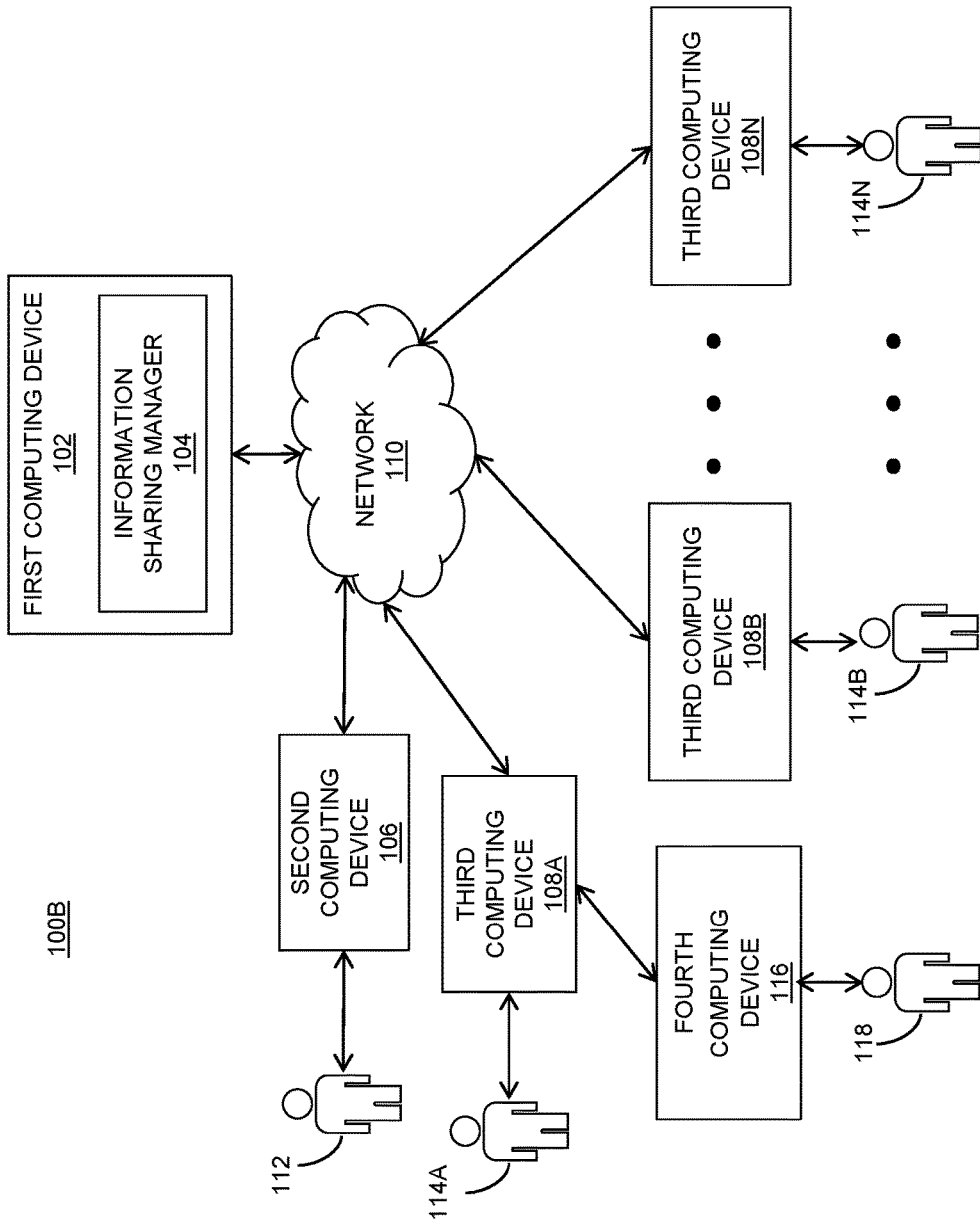 100B
FIRST COMPUTING DEVICE
102
INFORMATION
SHARING MANAGER
104
SECOND
COMPUTING
DEVICE
106
NETWORK
110
112
THIRD
COMPUTING
DEVICE
108A
114A
FOURTH
COMPUTING
DEVICE
116
118
THIRD COMPUTING
DEVICE
108B
114B
THIRD COMPUTING
DEVICE
108N
114N